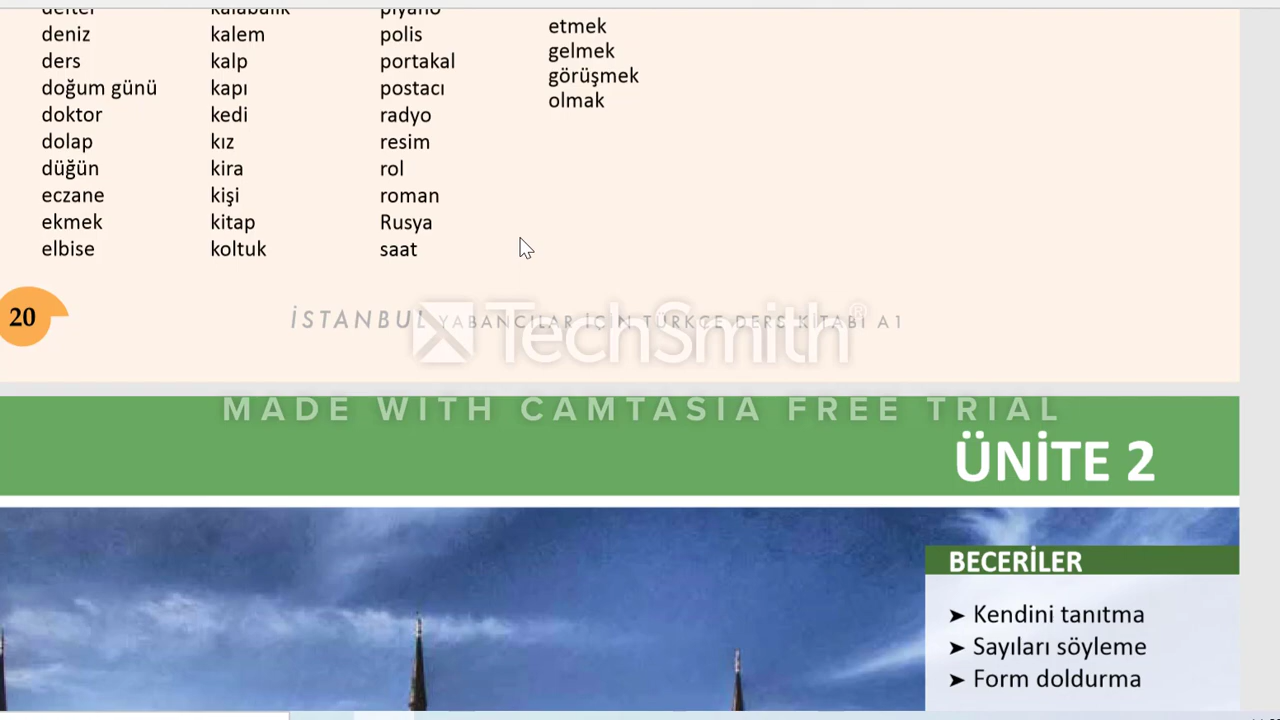 defter
deniz
ders
doğum günü
doktor
dolap
düğün
eczane
ekmek
elbise
kalabalık
kalem
kalp
kapı
kedi
kız
kira
kişi
kitap
koltuk
piyano
polis
portakal
postacı
radyo
resim
rol
roman
Rusya
saat
etmek
gelmek
görüşmek
olmak
20
İSTANBUL YABANCILAR İÇİN TÜRKÇE DERS KİTABI A1
TechSmith®
MADE WITH CAMTASIA FREE TRIAL
ÜNİTE 2
BECERİLER
➤ Kendini tanıtma
➤ Sayıları söyleme
➤ Form doldurma